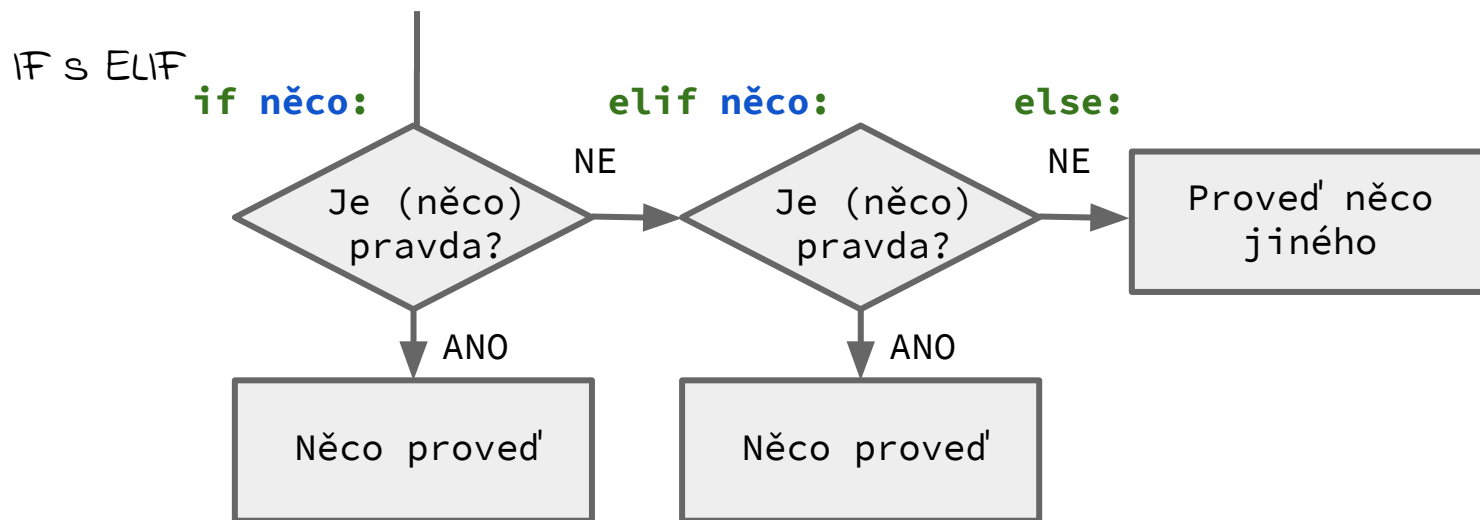 IF S ELIF
if něco:
elif něco:
else:
NE
NE
Je (něco)
pravda?
Je (něco)
pravda?
Proveď něco
jiného
ANO
ANO
Něco proveď
Něco proveď